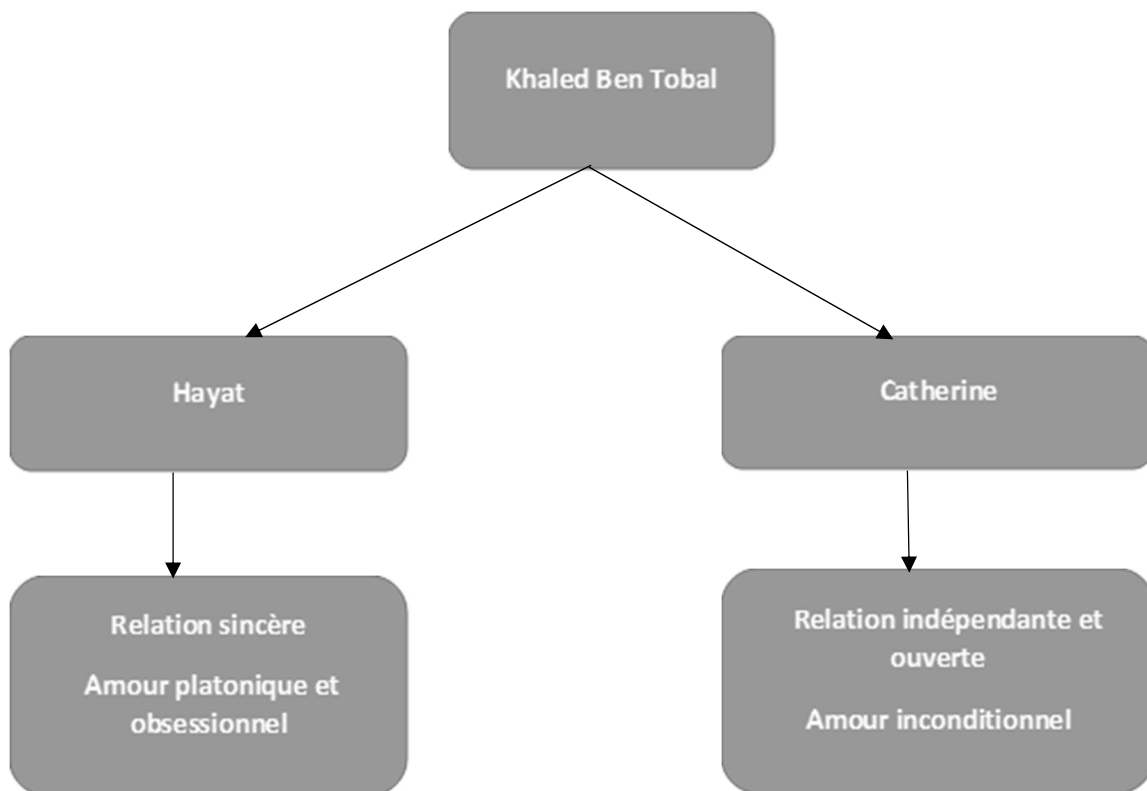 Khaled Ben Tobal
Hayat
Catherine
Relation sincère
Amour platonique et
obsessionnel
Relation indépendante et
ouverte
Amour inconditionnel